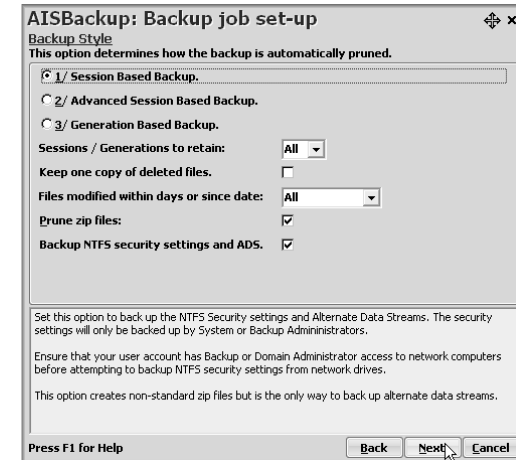 AISBackup: Backup job set-up
Backup Style
This option determines how the backup is automatically pruned.
1/ Session Based Backup.
2/ Advanced Session Based Backup.
3/ Generation Based Backup.
Sessions / Generations to retain: All
Keep one copy of deleted files.
Files modified within days or since date: All
Prune zip files:
Backup NTFS security settings and ADS.
Set this option to back up the NTFS Security settings and Alternate Data Streams. The security
settings will only be backed up by System or Backup Admininistrators.
Ensure that your user account has Backup or Domain Administrator access to network computers
before attempting to backup NTFS security settings from network drives.
This option creates non-standard zip files but is the only way to back up alternate data streams.
Press F1 for Help Back Next Cancel